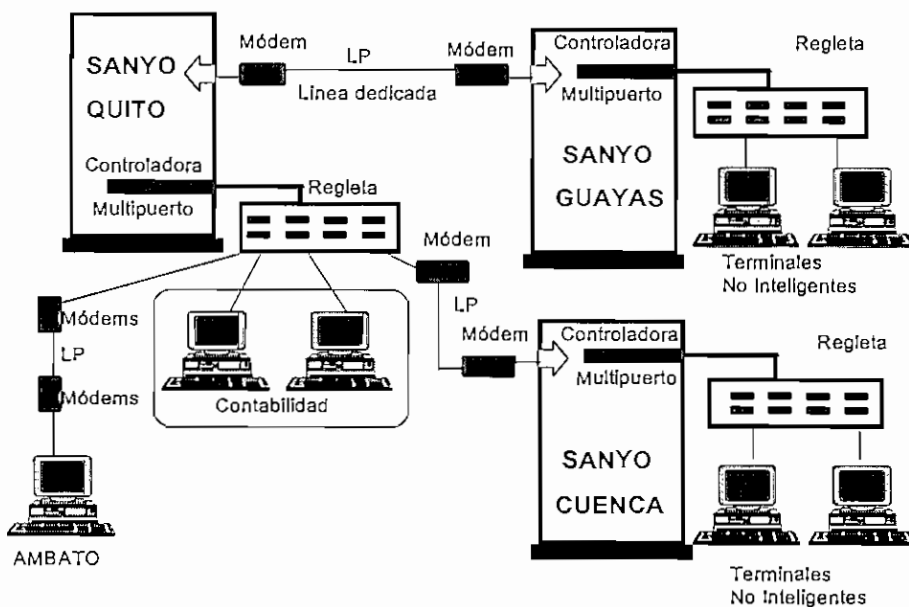 SANYO
QUITO
Módem
LP
Módem
Linea dedicada
Controladora
Multipuerto
Regleta
SANYO
GUAYAS
Terminales
No Inteligentes
Controladora
Multipuerto
Regleta
Módem
LP
Módem
Módems
LP
Módems
AMBATO
Contabilidad
Controladora
Multipuerto
Regleta
SANYO
CUENCA
Terminales
No Inteligentes